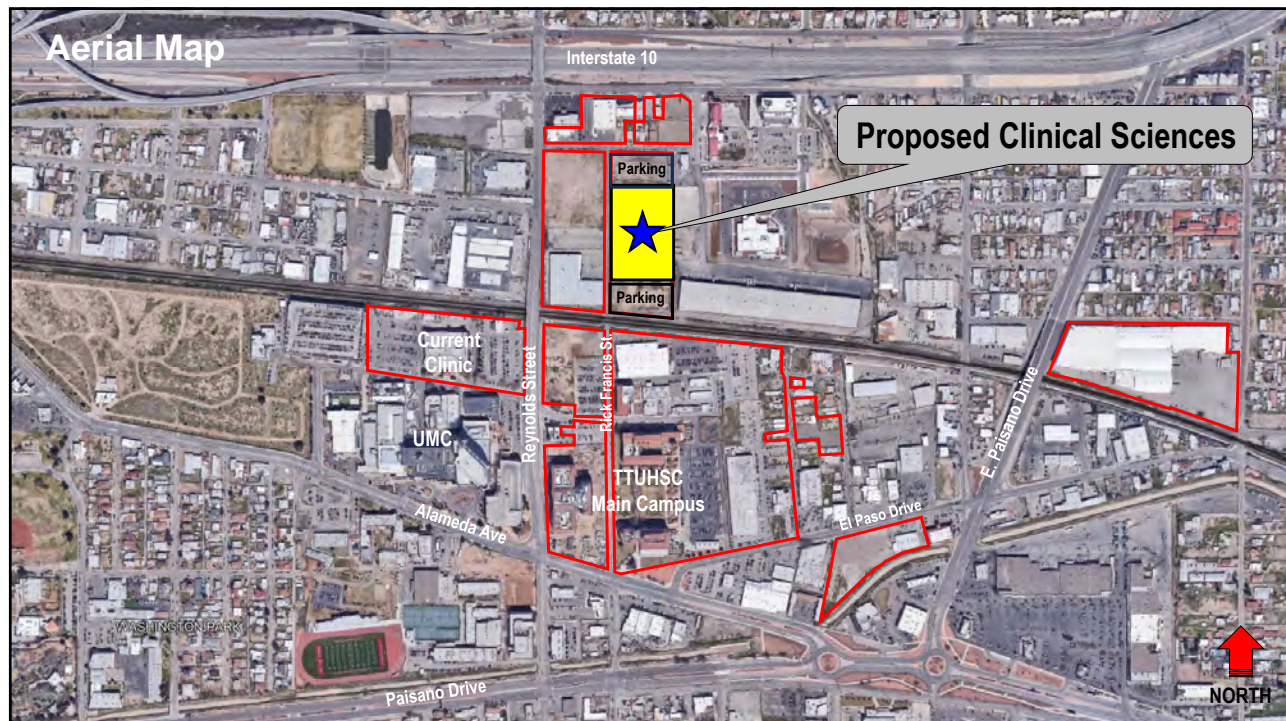 Aerial Map
Interstate 10
Proposed Clinical Sciences
Parking
Parking
Current
Clinic
Reynolds Street
Rick Francis St.
E. Paisano Drive
UMC
TTUHSC
Main Campus
Alameda Ave
El Paso Drive
WASHINGTON PARK
Paisano Drive
NORTH